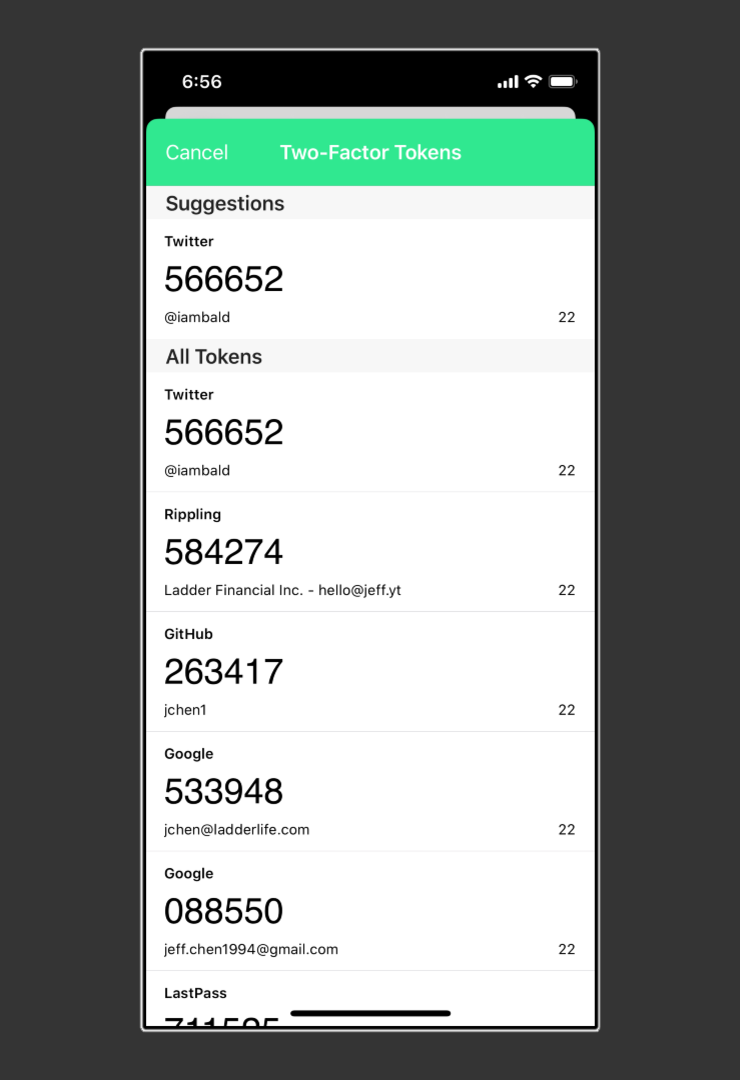 6:56
Cancel Two-Factor Tokens
Suggestions
Twitter
566652
@iambald 22
All Tokens
Twitter
566652
@iambald 22
Rippling
584274
Ladder Financial Inc. - hello@jeff.yt 22
GitHub
263417
jchen1 22
Google
533948
jchen@ladderlife.com 22
Google
088550
jeff.chen1994@gmail.com 22
LastPass